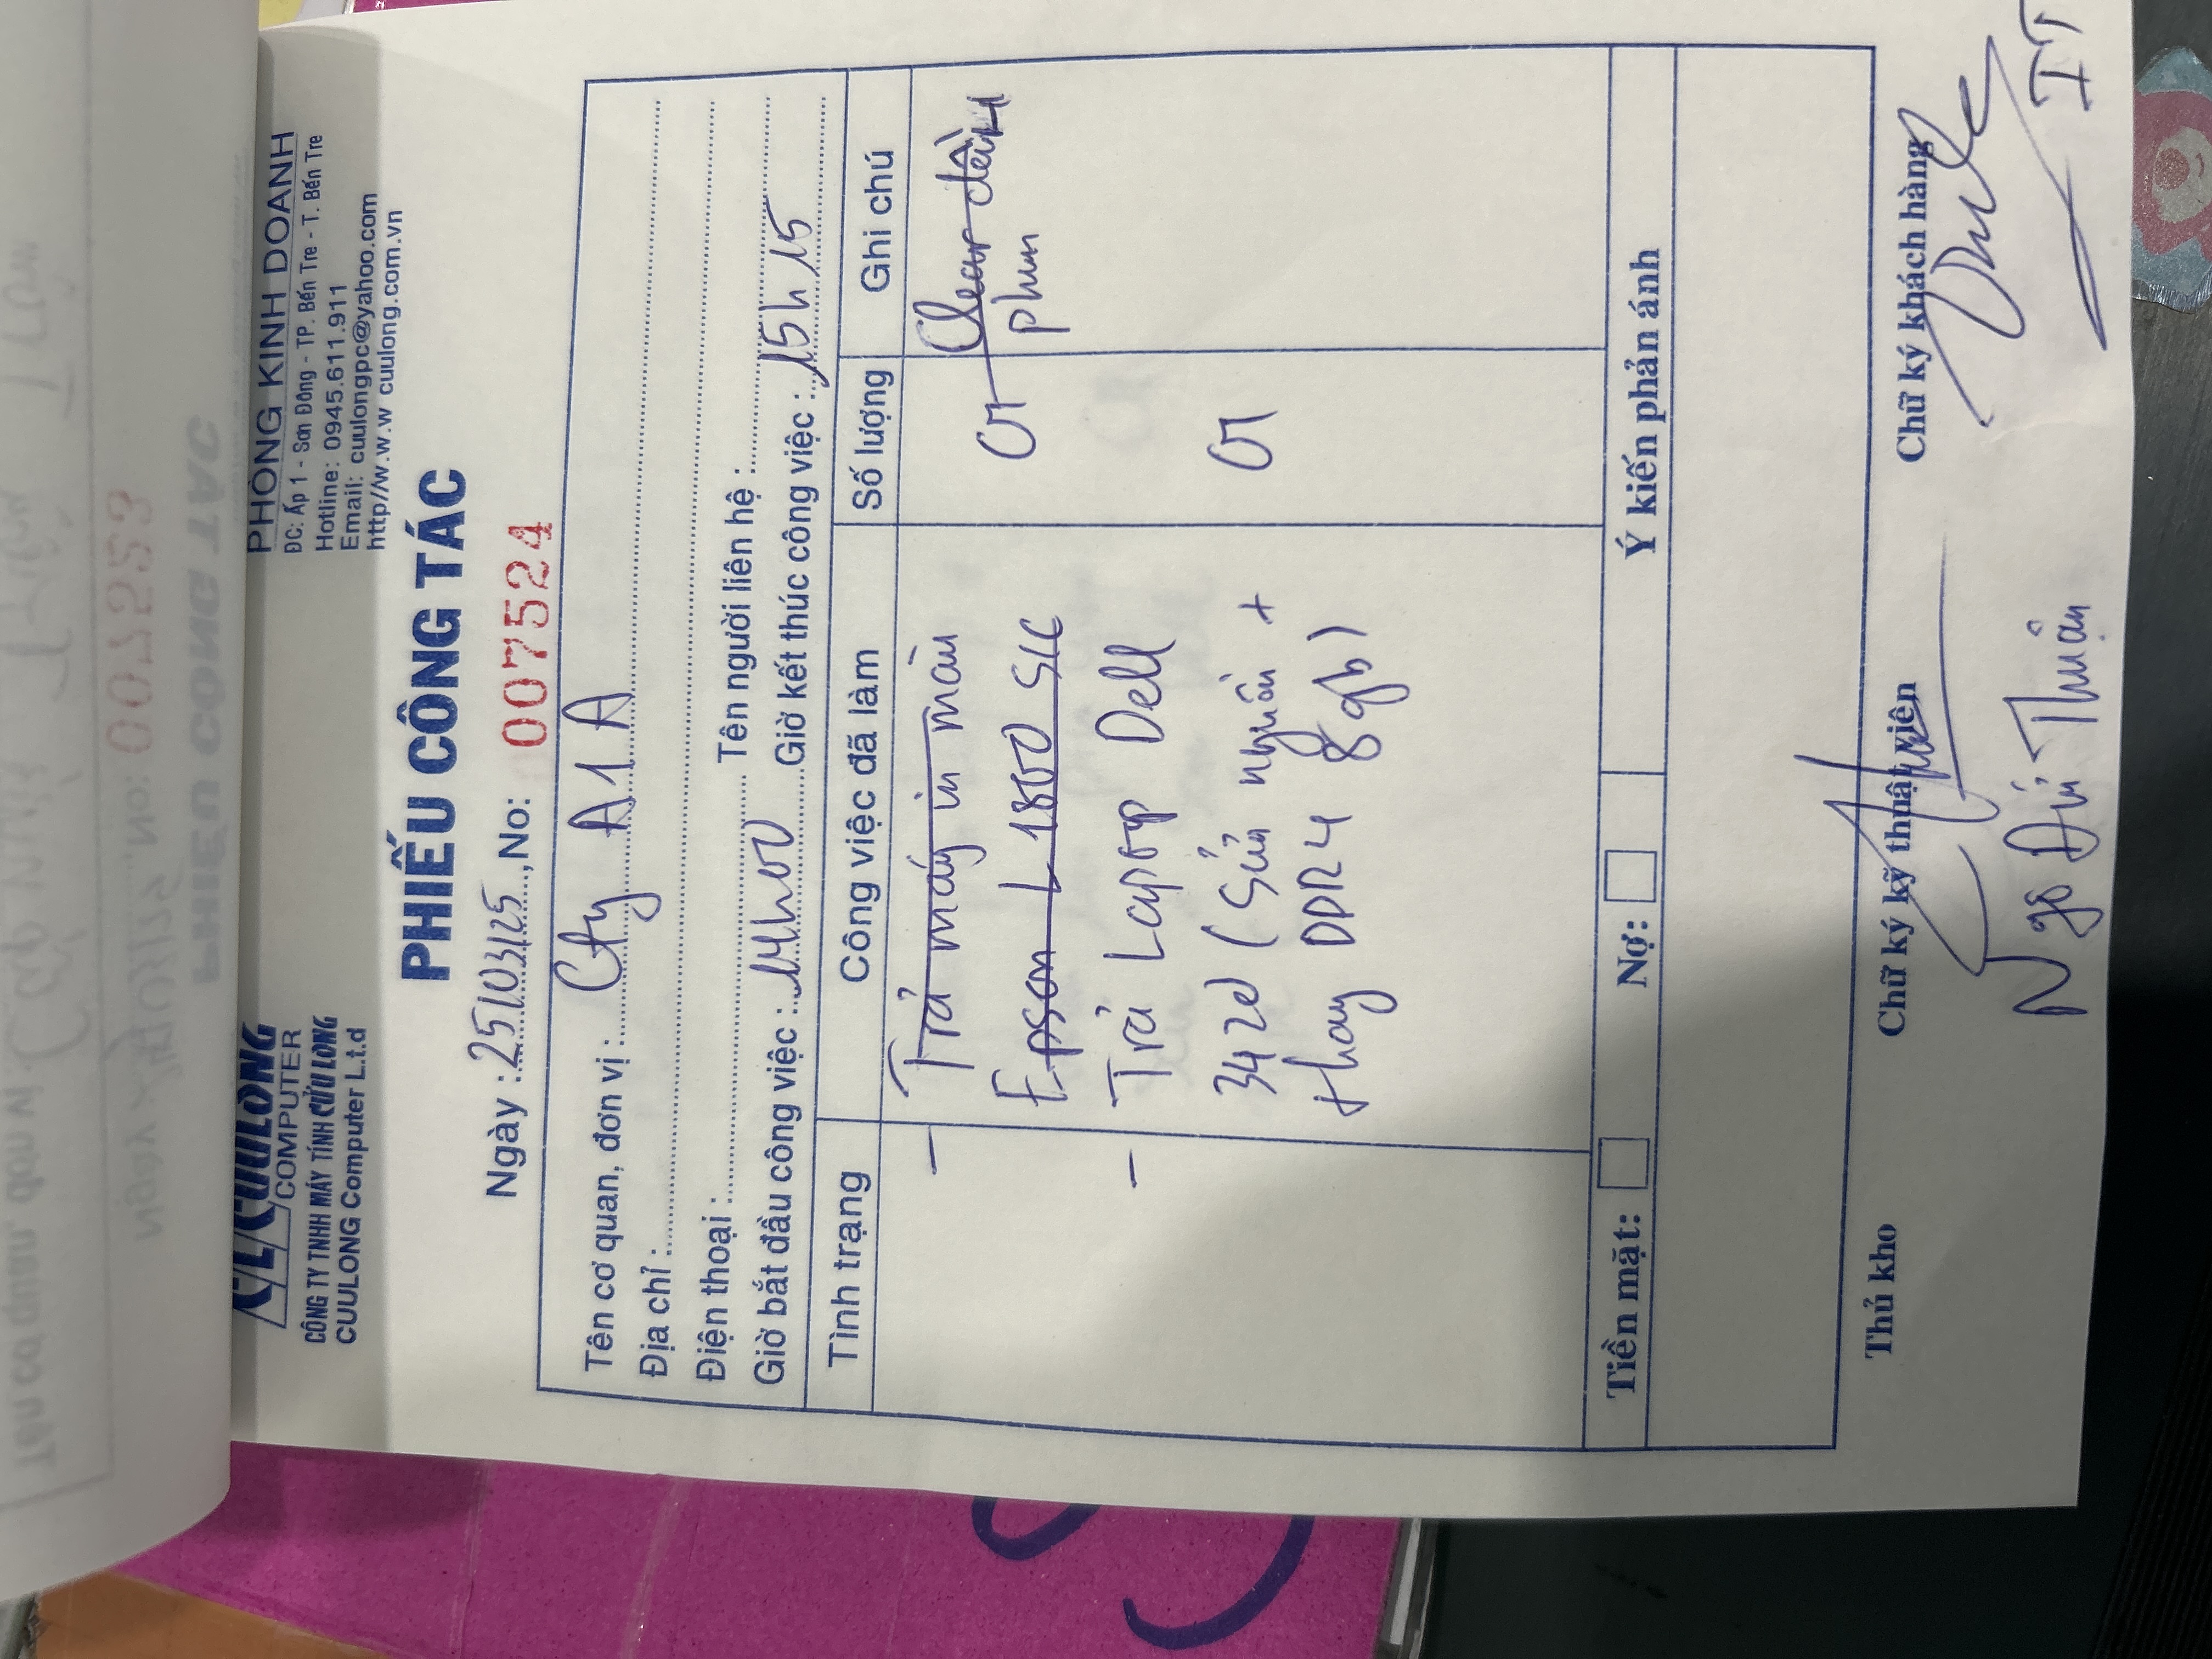 CL CUULONG
COMPUTER
CÔNG TY TNHH MÁY TÍNH CỬU LONG
CUULONG Computer L.t.d
PHÒNG KINH DOANH
ĐC: Ấp 1 - Sơn Đông - TP. Bến Tre - T. Bến Tre
Hotline: 0945.611.911
Email: cuulongpc@yahoo.com
http//w.w.w cuulong.com.vn
PHIẾU CÔNG TÁC
Ngày : 25/03/25, No: 007524
Tên cơ quan, đơn vị : Cty A1A
Địa chỉ :
Điện thoại : Tên người liên hệ :
Giờ bắt đầu công việc : 14h00 Giờ kết thúc công việc : 15h15
Tình trạng Công việc đã làm Số lượng Ghi chú
- Trả máy in màu 01 Clear đầu
Epson L1800 S/C phun
- Trả Laptop Dell
3420 (Sửa nguồn + 01
thay DDR4 8gb)
Tiền mặt: Nợ: Ý kiến phản ánh
Thủ kho Chữ ký kỹ thuật viên Chữ ký khách hàng
Ngô Đức Thuận
IT